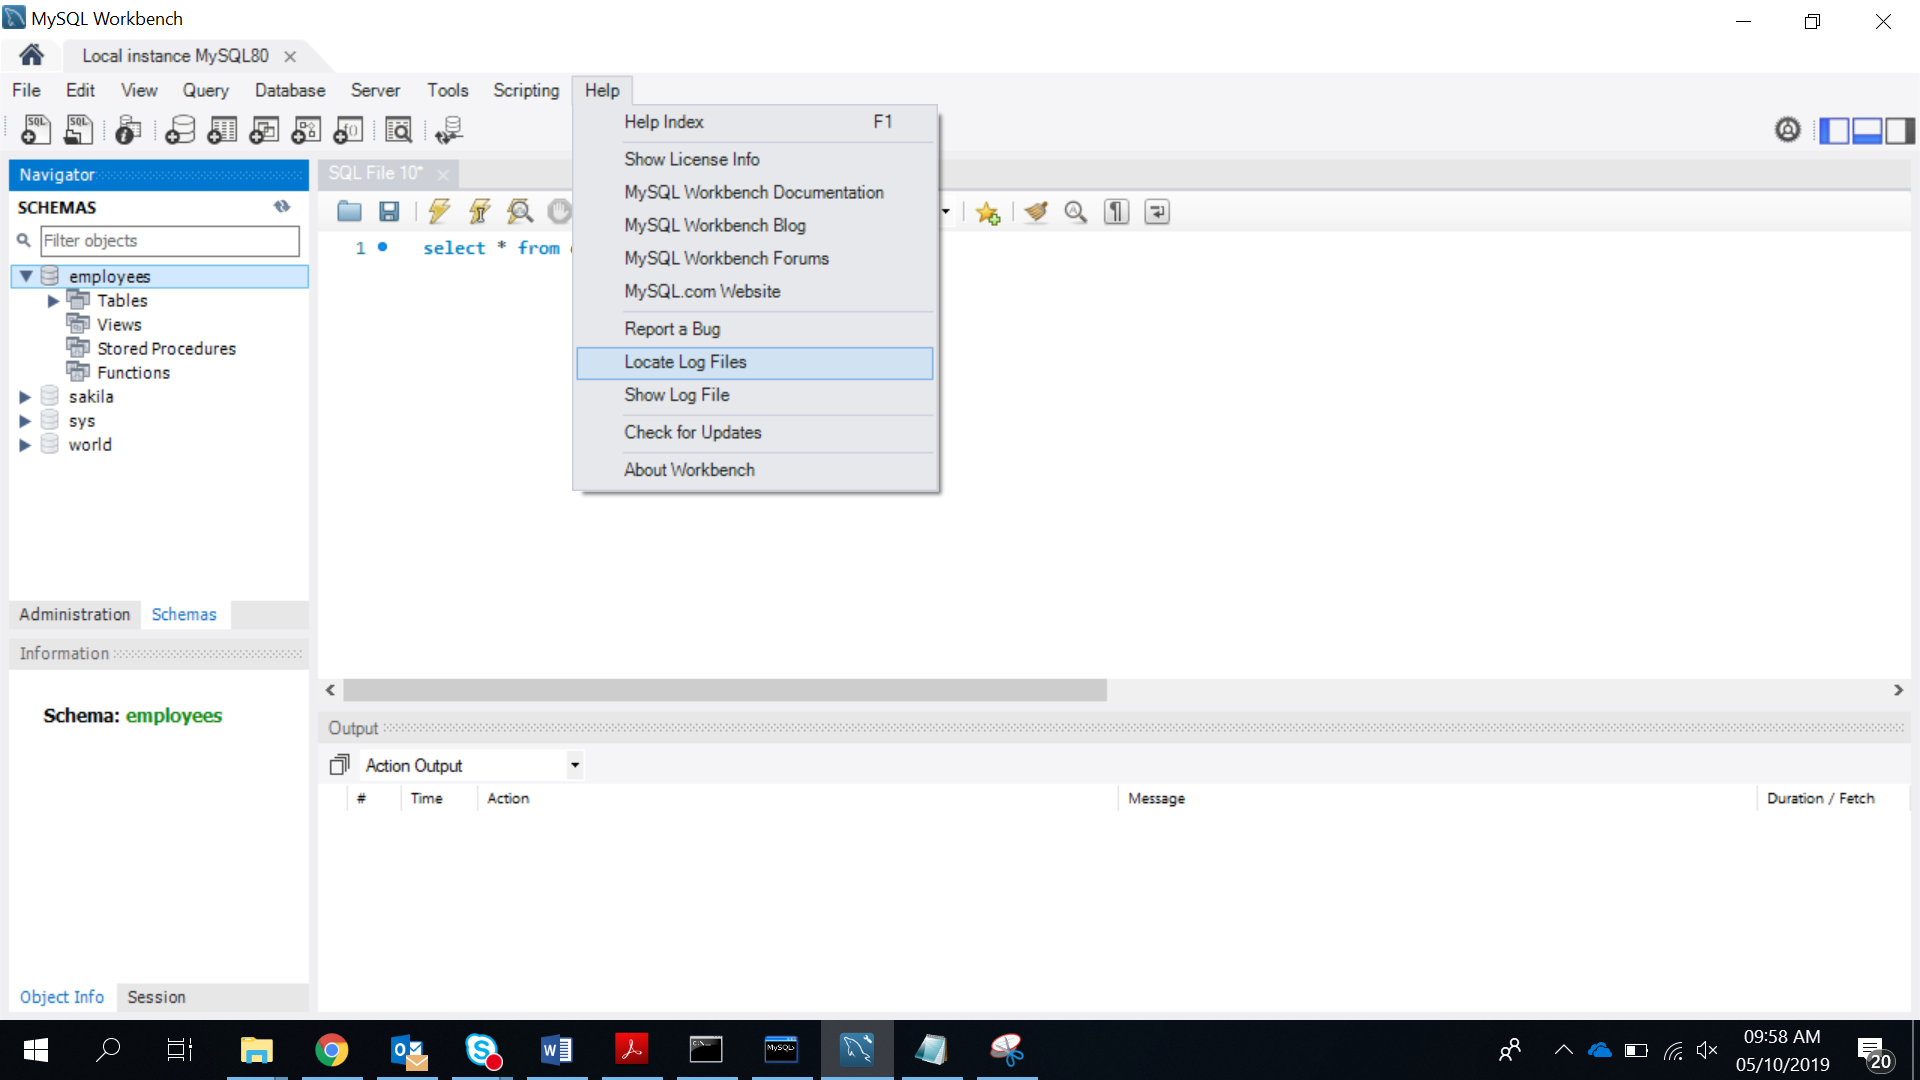 MySQL Workbench
Local instance MySQL80
File Edit View Query Database Server Tools Scripting Help
Help Index F1
Show License Info
MySQL Workbench Documentation
MySQL Workbench Blog
MySQL Workbench Forums
MySQL.com Website
Report a Bug
Locate Log Files
Show Log File
Check for Updates
About Workbench
Navigator
SCHEMAS
Filter objects
employees
Tables
Views
Stored Procedures
Functions
sakila
sys
world
Administration Schemas
Information
Schema: employees
Object Info Session
SQL File 10*
1 select * from
Output
Action Output
# Time Action Message Duration / Fetch
09:58 AM
05/10/2019
20